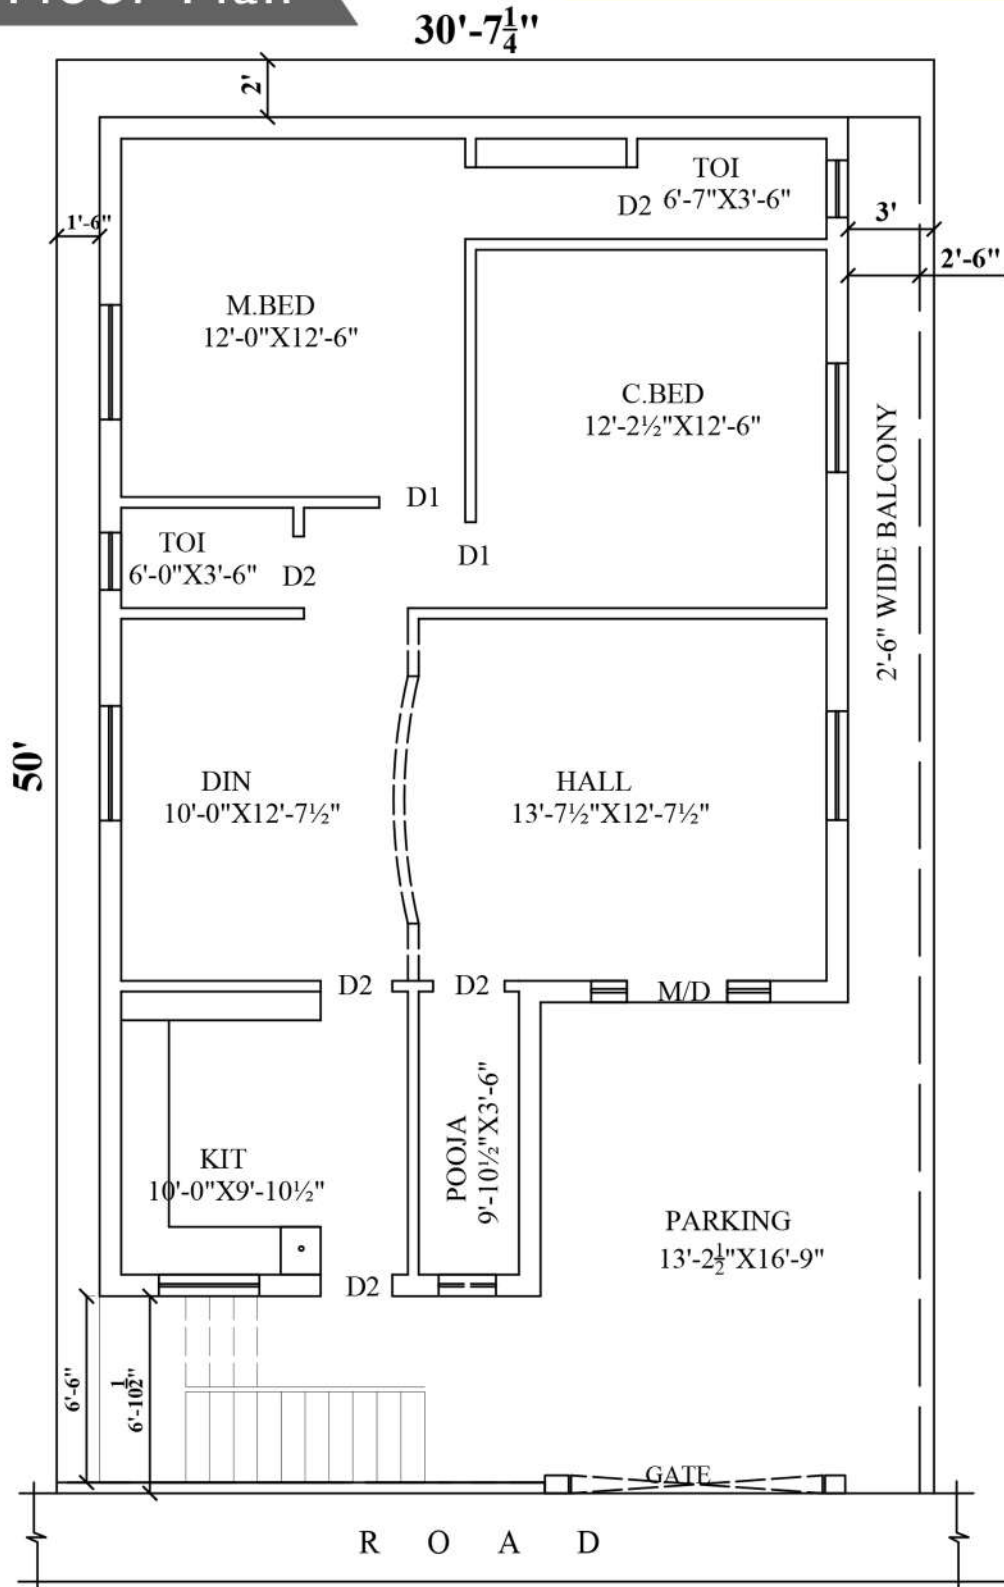 Floor Plan
30'-7¼"
2'
TOI
6'-7"X3'-6"
D2
1'-6"
3'
2'-6"
M.BED
12'-0"X12'-6"
C.BED
12'-2½"X12'-6"
2'-6" WIDE BALCONY
D1
TOI
6'-0"X3'-6"
D2
D1
50'
DIN
10'-0"X12'-7½"
HALL
13'-7½"X12'-7½"
D2
D2
M/D
KIT
10'-0"X9'-10½"
POOJA
9'-10½"X3'-6"
PARKING
13'-2½"X16'-9"
D2
6'-6"
6'-10½"
GATE
ROAD